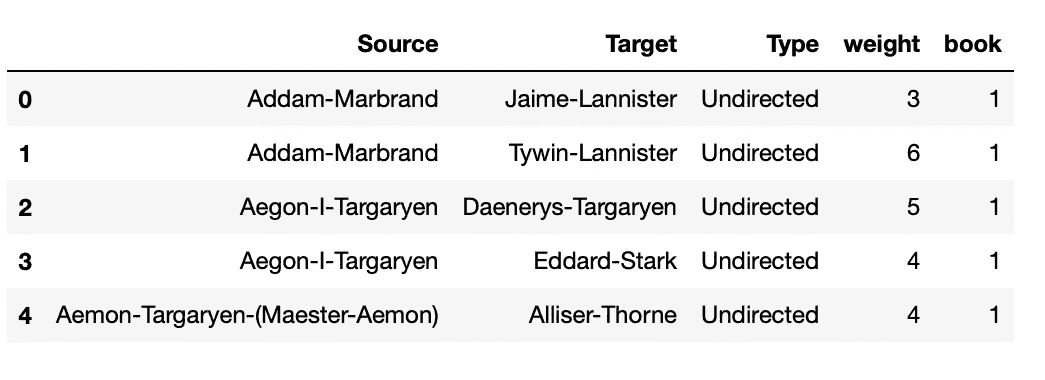 Source Target Type weight book
0 Addam-Marbrand Jaime-Lannister Undirected 3 1
1 Addam-Marbrand Tywin-Lannister Undirected 6 1
2 Aegon-I-Targaryen Daenerys-Targaryen Undirected 5 1
3 Aegon-I-Targaryen Eddard-Stark Undirected 4 1
4 Aemon-Targaryen-(Maester-Aemon) Alliser-Thorne Undirected 4 1